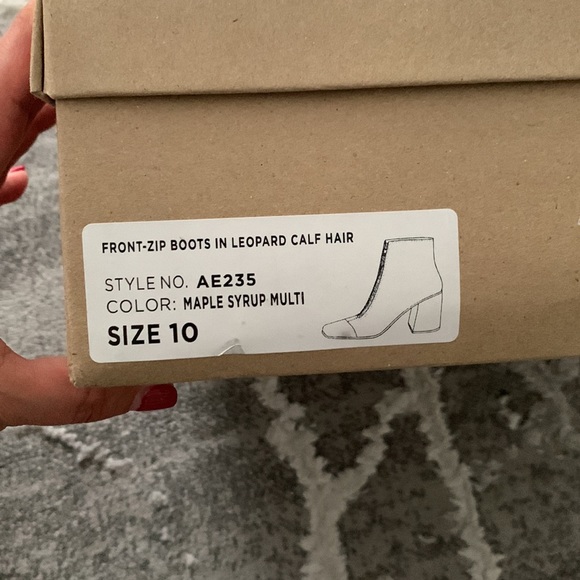 FRONT-ZIP BOOTS IN LEOPARD CALF HAIR
STYLE NO. AE235
COLOR: MAPLE SYRUP MULTI
SIZE 10